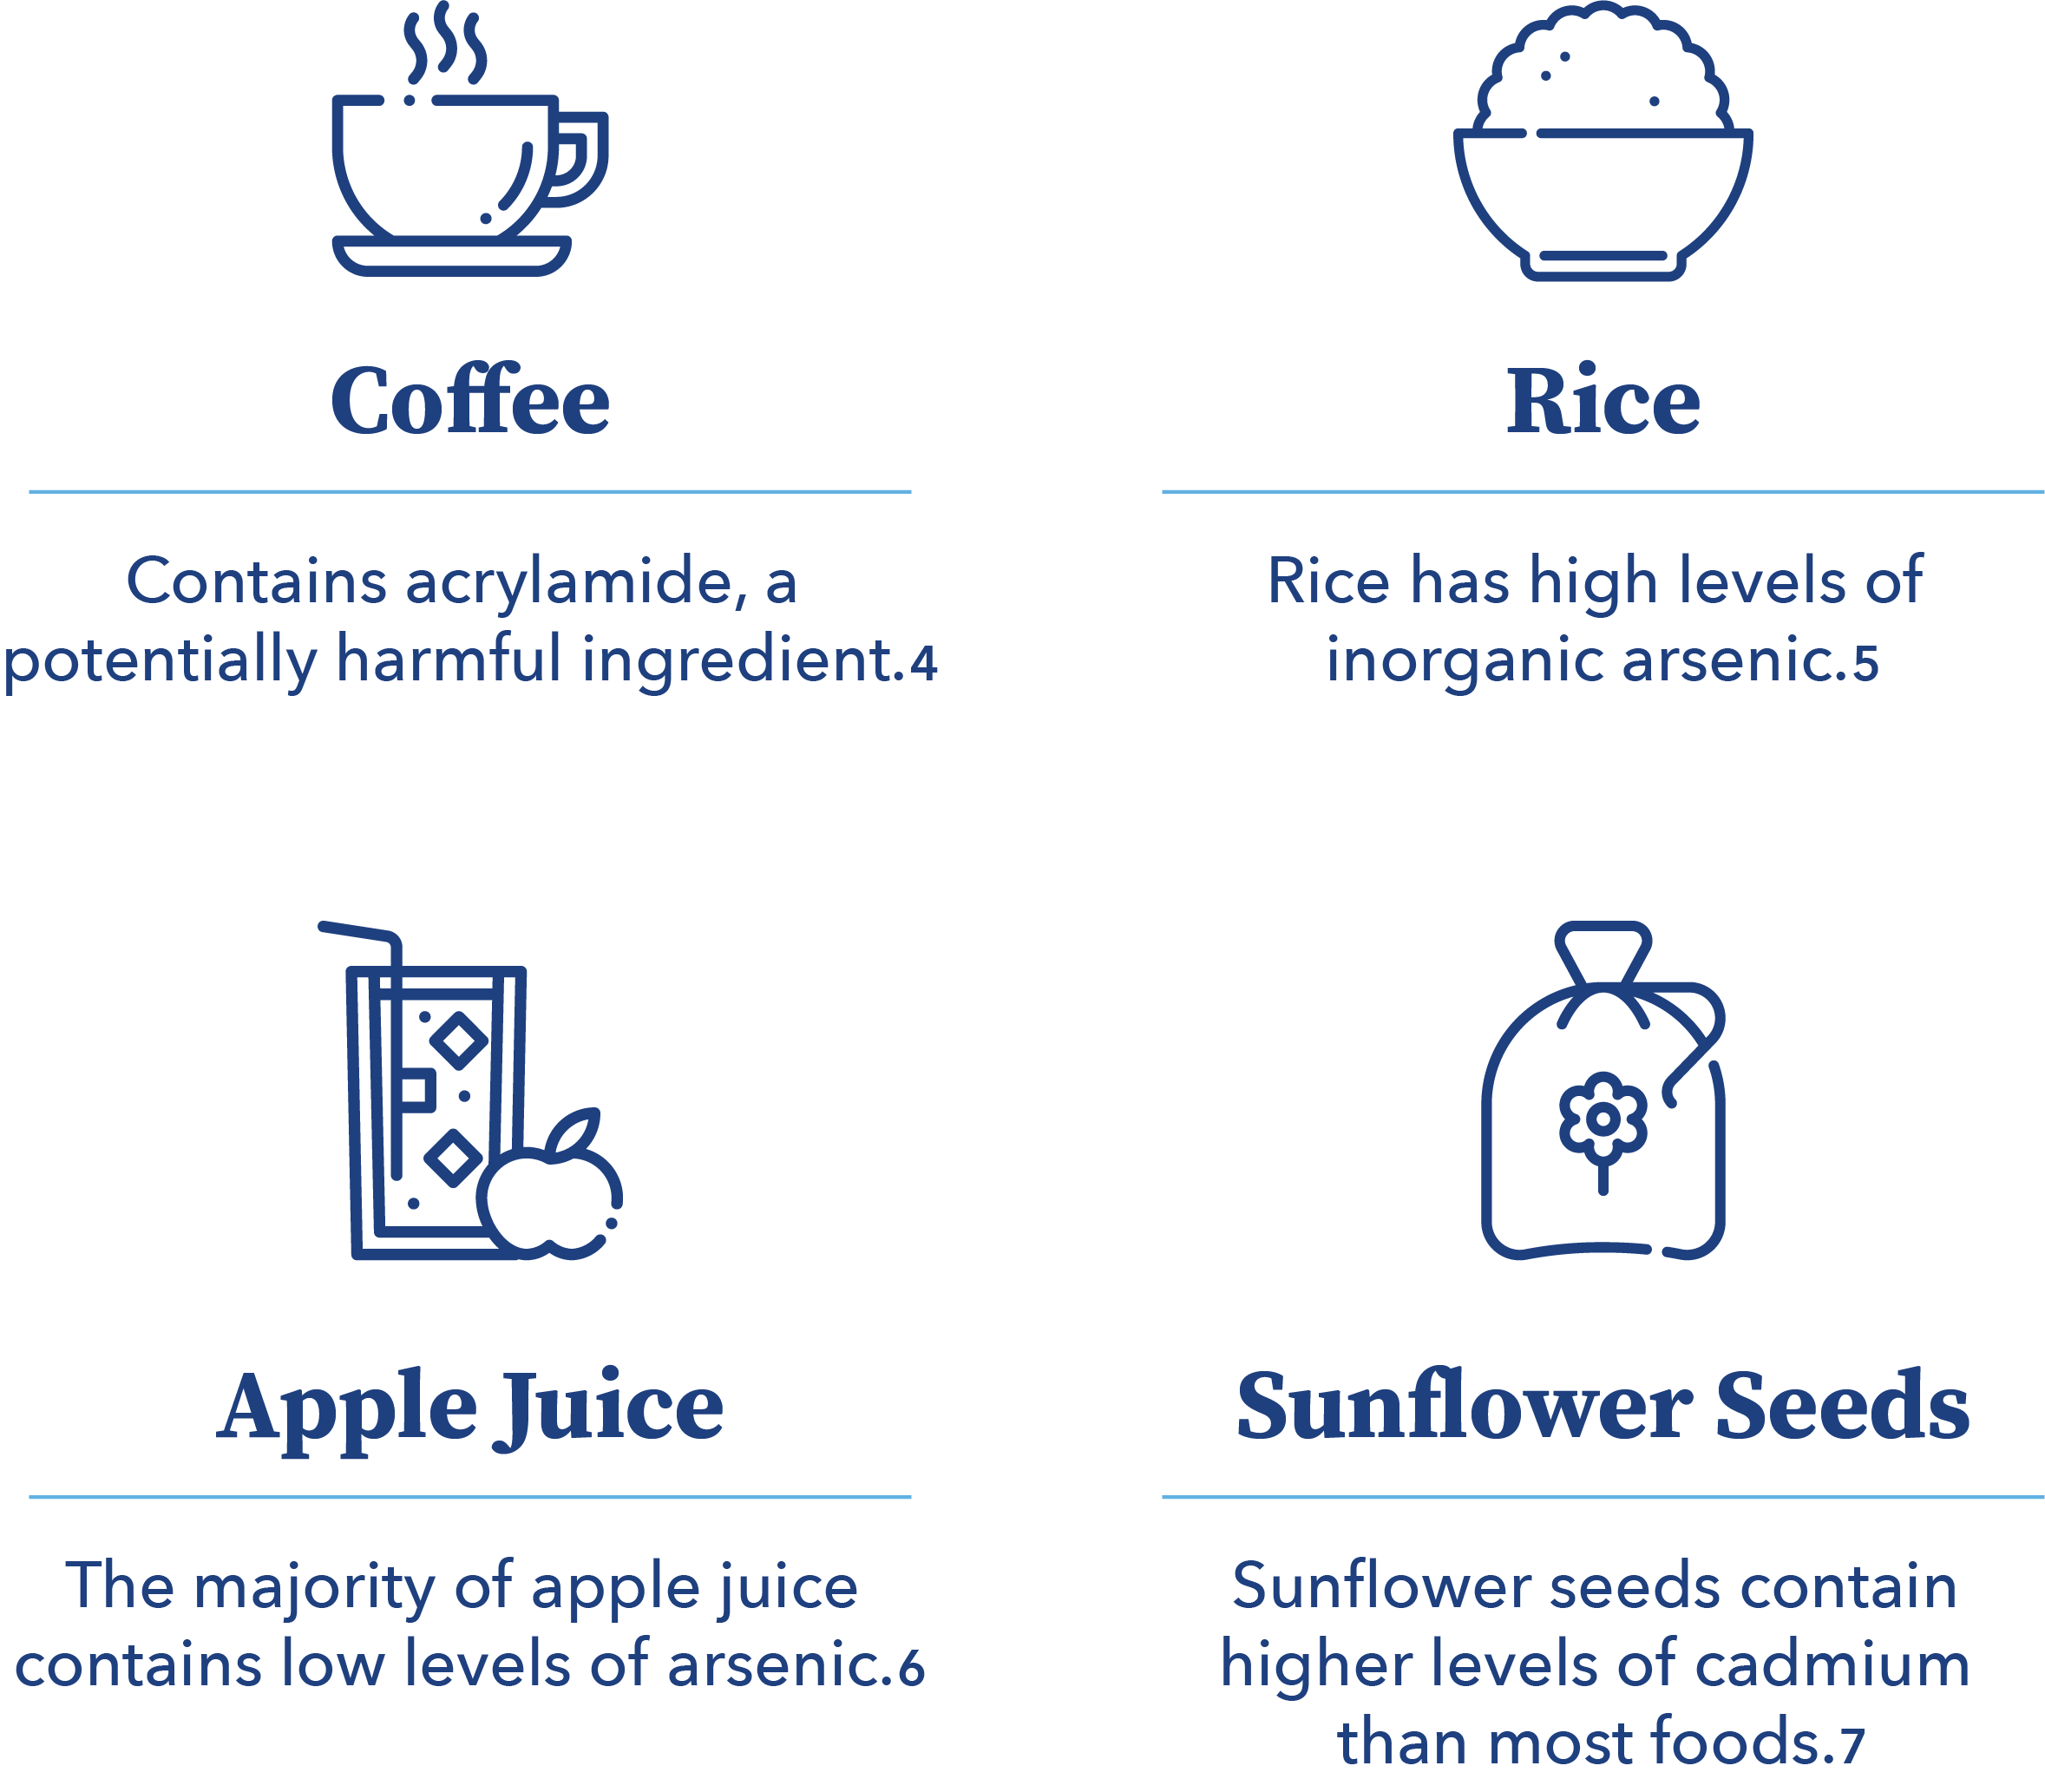 Coffee
Contains acrylamide, a
potentially harmful ingredient.4
Rice
Rice has high levels of
inorganic arsenic.5
Apple Juice
The majority of apple juice
contains low levels of arsenic.6
Sunflower Seeds
Sunflower seeds contain
higher levels of cadmium
than most foods.7